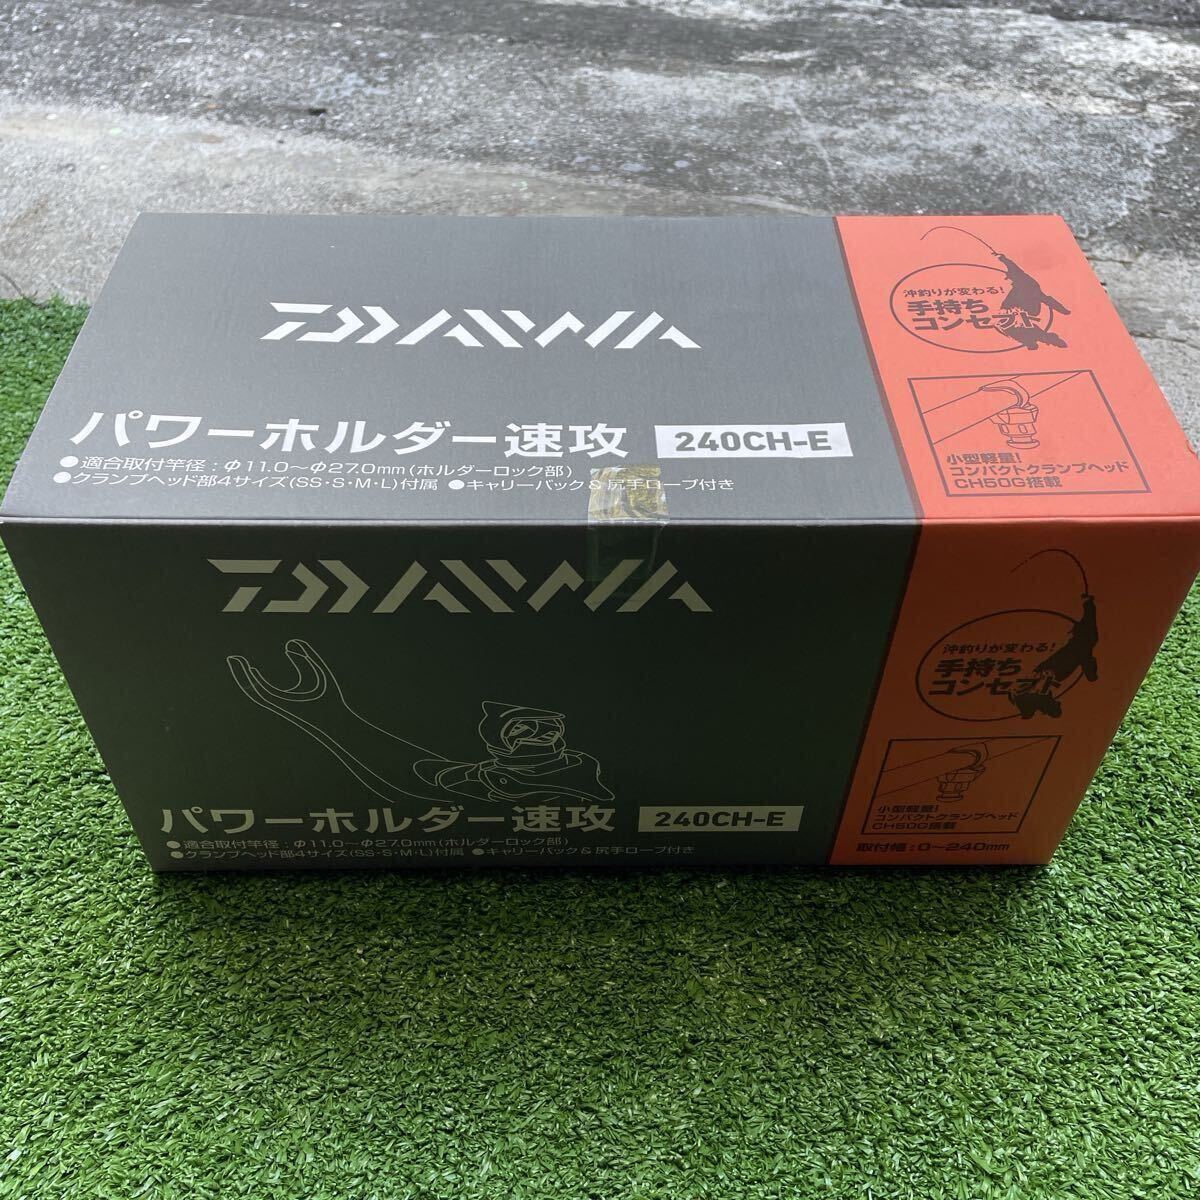 DAIWA
パワーホルダー速攻 240CH-E
●適合取付竿径：φ11.0～φ27.0mm(ホルダーロック部)
●クランプヘッド部4サイズ(SS・S・M・L)付属 ●キャリーバック&尻手ロープ付き
沖釣りが変わる!
手持ち
コンセプト
小型軽量!
コンパクトクランプヘッド
CH50G搭載
DAIWA
パワーホルダー速攻 240CH-E
●適合取付竿径：φ11.0～φ27.0mm(ホルダーロック部)
●クランプヘッド部4サイズ(SS・S・M・L)付属 ●キャリーバック&尻手ロープ付き
沖釣りが変わる!
手持ち
コンセプト
小型軽量!
コンパクトクランプヘッド
CH50G搭載
取付幅：0～240mm